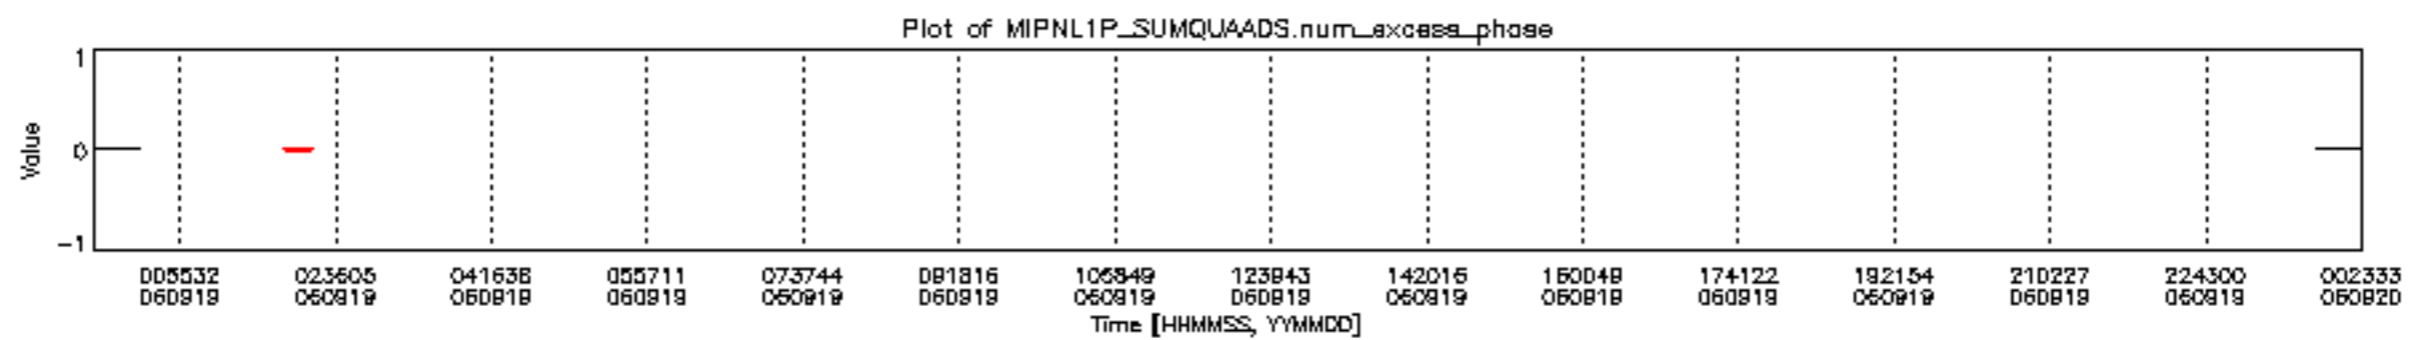 Plot of MIPNL1P_SUMQUAADS.num_excess_phase
1
0
-1
Value
005532 023605 041638 055711 073744 091816 105849 123943 142016 160049 174122 192154 210227 224300 002333
060919 060919 060919 060919 060919 060919 060919 060919 060919 060919 060919 060919 060919 060919 060920
Time [HHMMSS, YYMMDD]